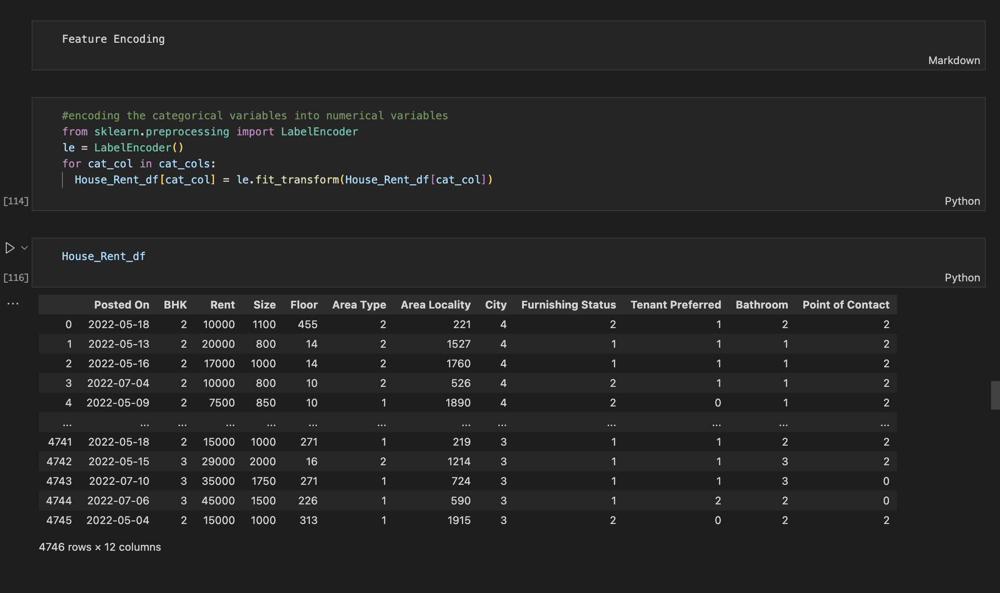 Feature Encoding
Markdown
#encoding the categorical variables into numerical variables
from sklearn.preprocessing import LabelEncoder
le = LabelEncoder()
for cat_col in cat_cols:
  House_Rent_df[cat_col] = le.fit_transform(House_Rent_df[cat_col])
[114]
Python
House_Rent_df
[116]
Python
...
Posted On BHK Rent Size Floor Area Type Area Locality City Furnishing Status Tenant Preferred Bathroom Point of Contact
0 2022-05-18 2 10000 1100 455 2 221 4 2 1 2 2
1 2022-05-13 2 20000 800 14 2 1527 4 1 1 1 2
2 2022-05-16 2 17000 1000 14 2 1760 4 1 1 1 2
3 2022-07-04 2 10000 800 10 2 526 4 2 1 1 2
4 2022-05-09 2 7500 850 10 1 1890 4 2 0 1 2
... ... ... ... ... ... ... ... ... ... ... ... ...
4741 2022-05-18 2 15000 1000 271 1 219 3 1 1 2 2
4742 2022-05-15 3 29000 2000 16 2 1214 3 1 1 3 2
4743 2022-07-10 3 35000 1750 271 1 724 3 1 1 3 0
4744 2022-07-06 3 45000 1500 226 1 590 3 1 2 2 0
4745 2022-05-04 2 15000 1000 313 1 1915 3 2 0 2 2
4746 rows × 12 columns